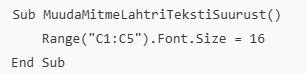 Sub MuudaMitmeLahtriTekstiSuurust()
    Range("C1:C5").Font.Size = 16
End Sub